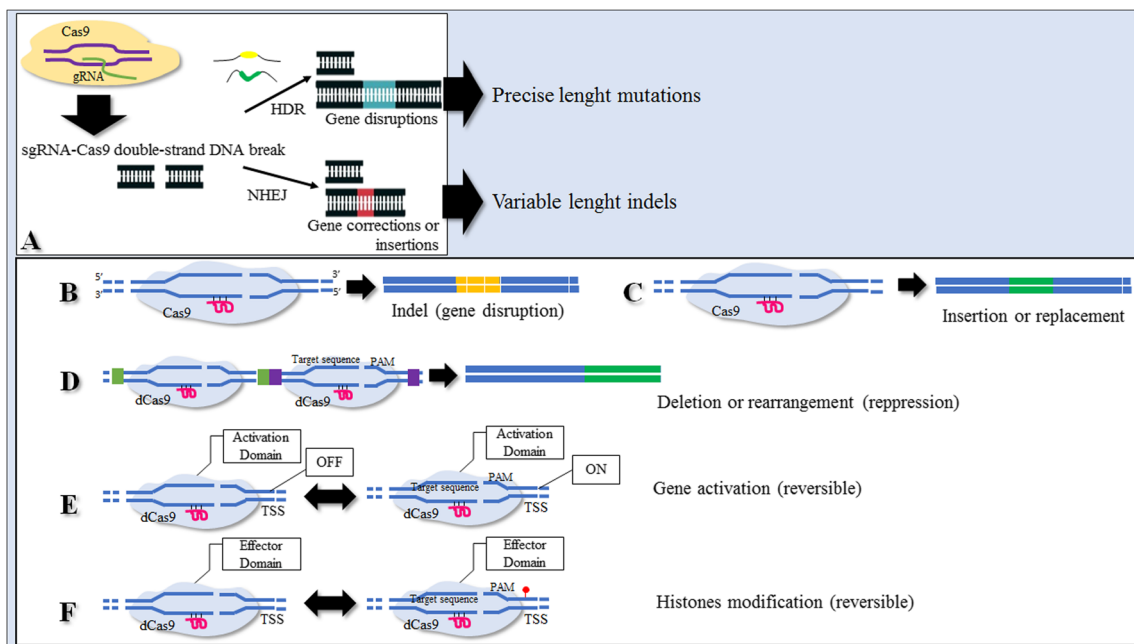 Cas9
gRNA
HDR
Gene disruptions
Precise lenght mutations
sgRNA-Cas9 double-strand DNA break
NHEJ
Gene corrections or
insertions
Variable lenght indels
A
B
5’
3’
3’
5’
Cas9
Indel (gene disruption)
C
Cas9
Insertion or replacement
D
dCas9
Target sequence
PAM
dCas9
Deletion or rearrangement (reppression)
E
Activation
Domain
OFF
dCas9
TSS
Activation
Domain
ON
PAM
Target sequence
dCas9
TSS
Gene activation (reversible)
F
Effector
Domain
dCas9
TSS
Effector
Domain
PAM
Target sequence
dCas9
TSS
Histones modification (reversible)